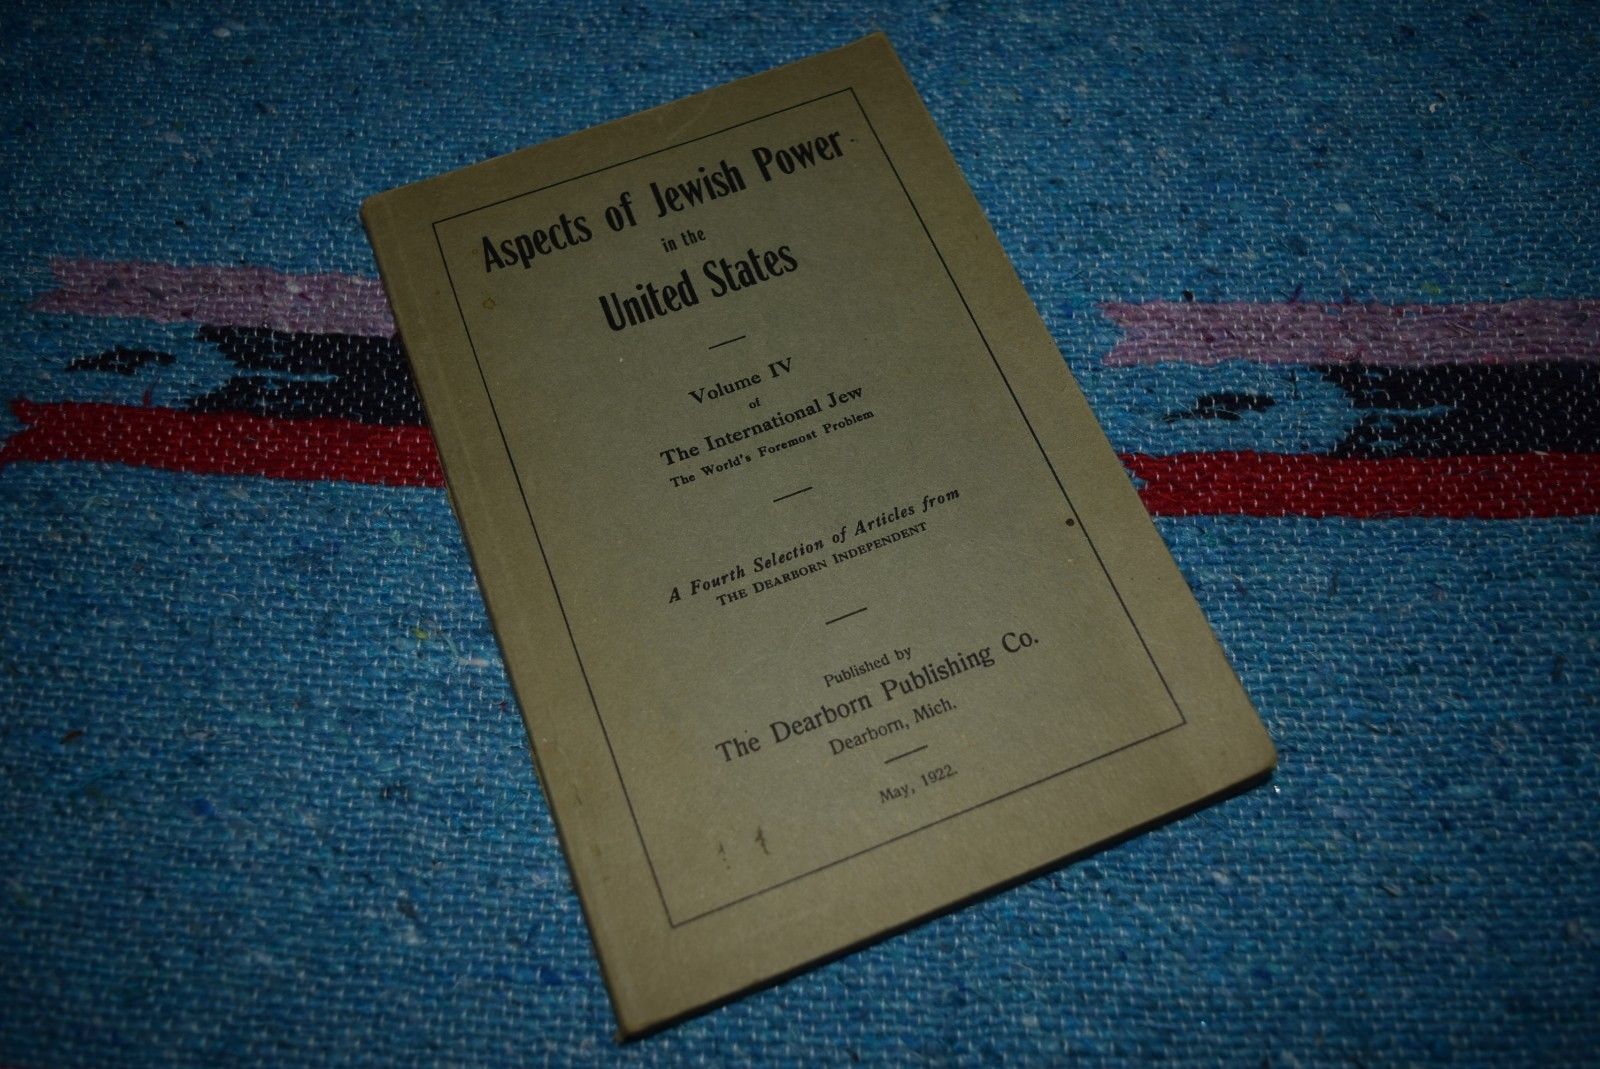 Aspects of Jewish Power
in the
United States
Volume IV
of
The International Jew
The World's Foremost Problem
A Fourth Selection of Articles from
THE DEARBORN INDEPENDENT
Published by
The Dearborn Publishing Co.
Dearborn, Mich.
May, 1922.